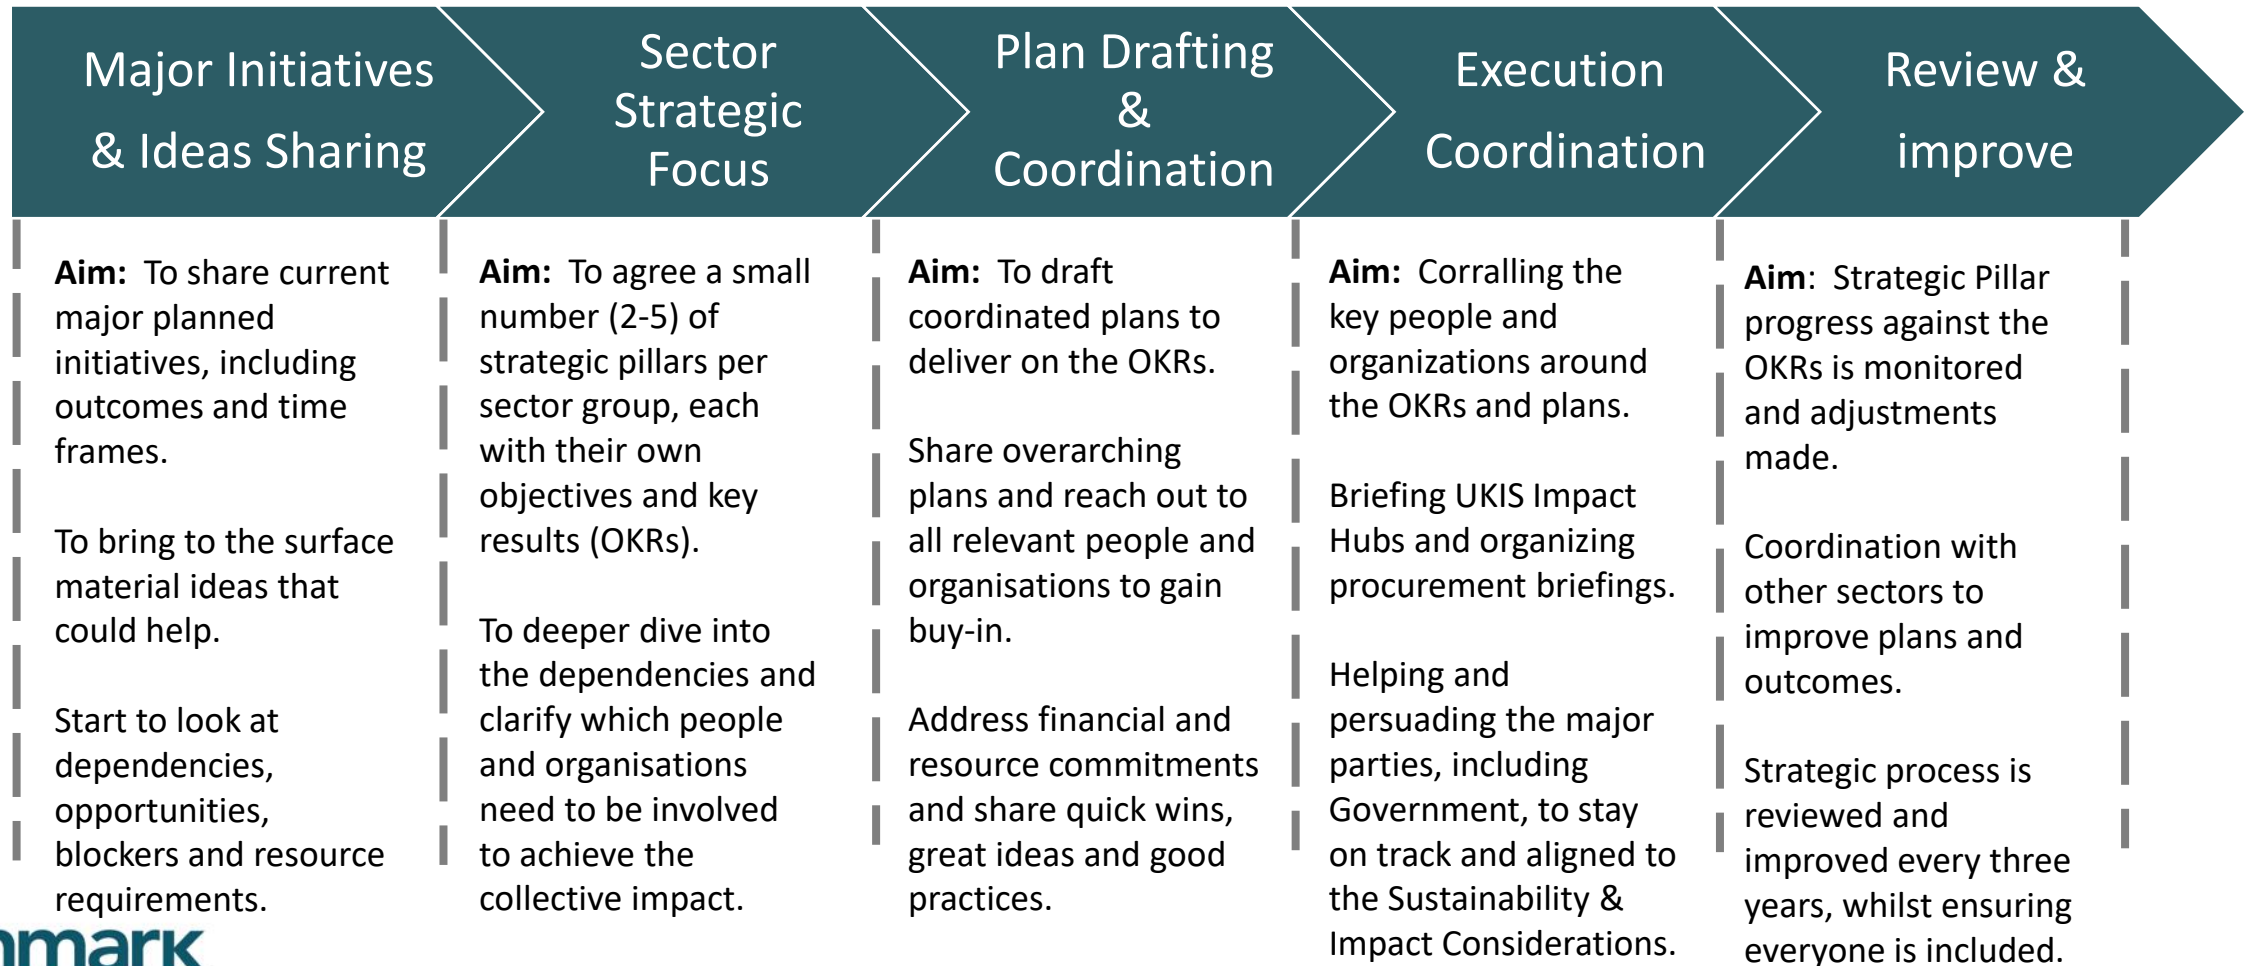 Major Initiatives
& Ideas Sharing
Sector
Strategic
Focus
Plan Drafting
&
Coordination
Execution
Coordination
Review &
improve
Aim: To share current
major planned
initiatives, including
outcomes and time
frames.
To bring to the surface
material ideas that
could help.
Start to look at
dependencies,
opportunities,
blockers and resource
requirements.
Aim: To agree a small
number (2-5) of
strategic pillars per
sector group, each
with their own
objectives and key
results (OKRs).
To deeper dive into
the dependencies and
clarify which people
and organisations
need to be involved
to achieve the
collective impact.
Aim: To draft
coordinated plans to
deliver on the OKRs.
Share overarching
plans and reach out to
all relevant people and
organisations to gain
buy-in.
Address financial and
resource commitments
and share quick wins,
great ideas and good
practices.
Aim: Corralling the
key people and
organizations around
the OKRs and plans.
Briefing UKIS Impact
Hubs and organizing
procurement briefings.
Helping and
persuading the major
parties, including
Government, to stay
on track and aligned to
the Sustainability &
Impact Considerations.
Aim: Strategic Pillar
progress against the
OKRs is monitored
and adjustments
made.
Coordination with
other sectors to
improve plans and
outcomes.
Strategic process is
reviewed and
improved every three
years, whilst ensuring
everyone is included.